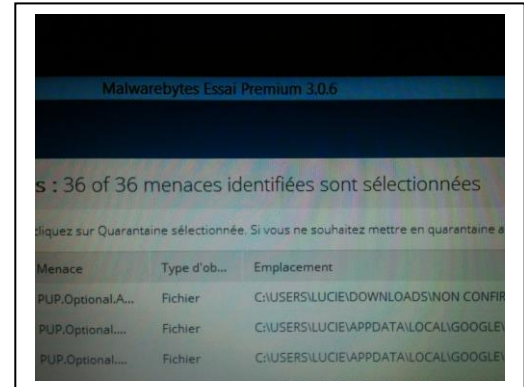 Malwarebytes Essai Premium 3.0.6
s : 36 of 36 menaces identifiées sont sélectionnées
cliquez sur Quarantaine sélectionnée. Si vous ne souhaitez mettre en quarantaine a
Menace Type d'ob... Emplacement
PUP.Optional.A... Fichier C:\USERS\LUCIE\DOWNLOADS\NON CONFIR
PUP.Optional.... Fichier C:\USERS\LUCIE\APPDATA\LOCAL\GOOGLE\
PUP.Optional.... Fichier C:\USERS\LUCIE\APPDATA\LOCAL\GOOGLE\